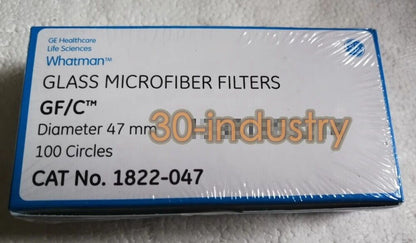 GE Healthcare
Life Sciences
Whatman™
GLASS MICROFIBER FILTERS
GF/C™
Diameter 47 mm
30-industry
100 Circles
CAT No. 1822-047